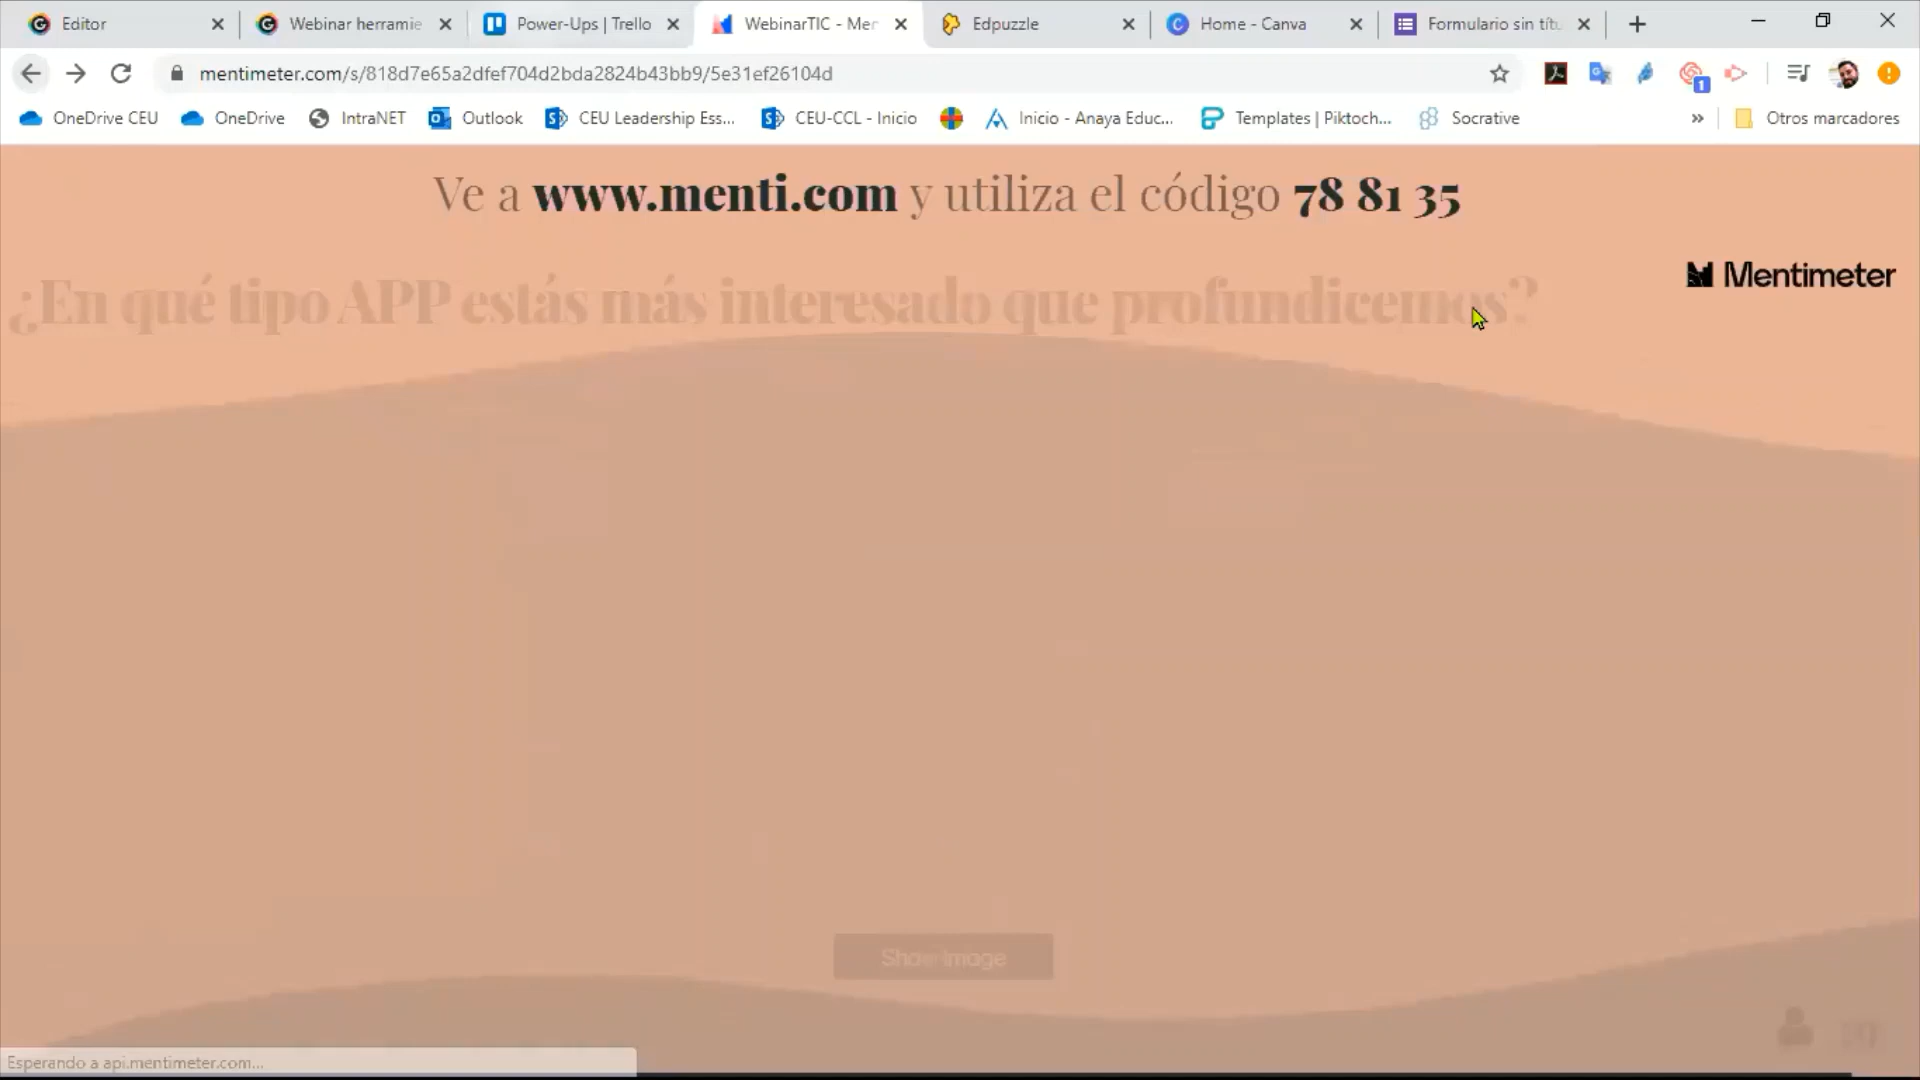 Editor
Webinar herramie
Power-Ups | Trello
WebinarTIC - Mer
Edpuzzle
Home - Canva
Formulario sin títu
mentimeter.com/s/818d7e65a2dfef704d2bda2824b43bb9/5e31ef26104d
1
OneDrive CEU
OneDrive
IntraNET
Outlook
CEU Leadership Ess...
CEU-CCL - Inicio
Inicio - Anaya Educ...
Templates | Piktoch...
Socrative
»
Otros marcadores
Ve a www.menti.com y utiliza el código 78 81 35
Mentimeter
¿En qué tipo APP estás más interesado que profundicemos?
Show image
Esperando a api.mentimeter.com...